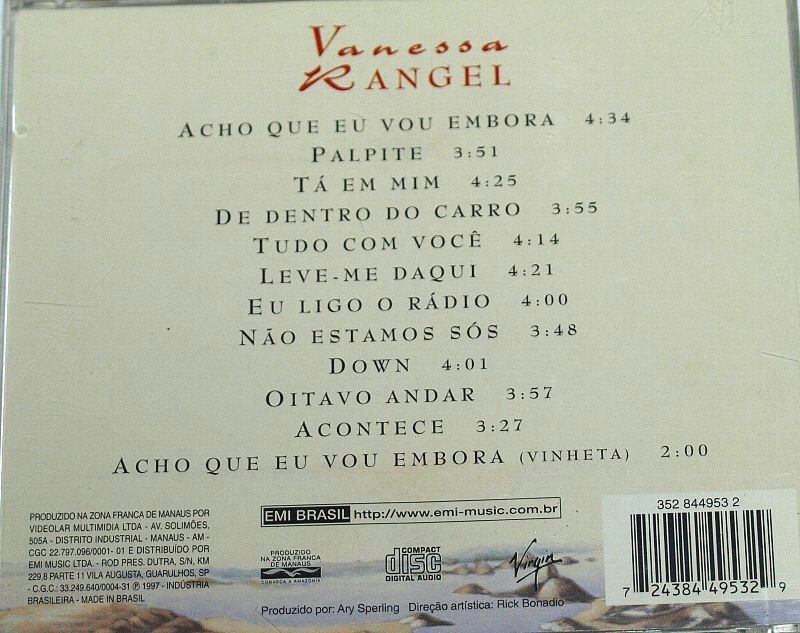 Vanessa
RANGEL
ACHO QUE EU VOU EMBORA 4:34
PALPITE 3:51
TÁ EM MIM 4:25
DE DENTRO DO CARRO 3:55
TUDO COM VOCÊ 4:14
LEVE-ME DAQUI 4:21
EU LIGO O RÁDIO 4:00
NÃO ESTAMOS SÓS 3:48
DOWN 4:01
OITAVO ANDAR 3:57
ACONTECE 3:27
ACHO QUE EU VOU EMBORA (VINHETA) 2:00
PRODUZIDO NA ZONA FRANCA DE MANAUS POR
VIDEOLAR MULTIMIDIA LTDA - AV. SOLIMÕES,
505A - DISTRITO INDUSTRIAL - MANAUS - AM -
CGC 22.797.096/0001- 01 E DISTRIBUÍDO POR
EMI MUSIC LTDA. - ROD PRES. DUTRA, S/N, KM
229,8 PARTE 11 VILA AUGUSTA, GUARULHOS, SP
- C.G.C.: 33.249.640/0004-31 ℗ 1997 - INDÚSTRIA
BRASILEIRA - MADE IN BRASIL
EMI BRASIL http://www.emi-music.com.br
PRODUZIDO
NA ZONA FRANCA
DE MANAUS
CONHEÇA A AMAZÔNIA
COMPACT
disc
DIGITAL AUDIO
Virgin
Produzido por: Ary Sperling Direção artística: Rick Bonadio
352 844953 2
7 24384 49532 9